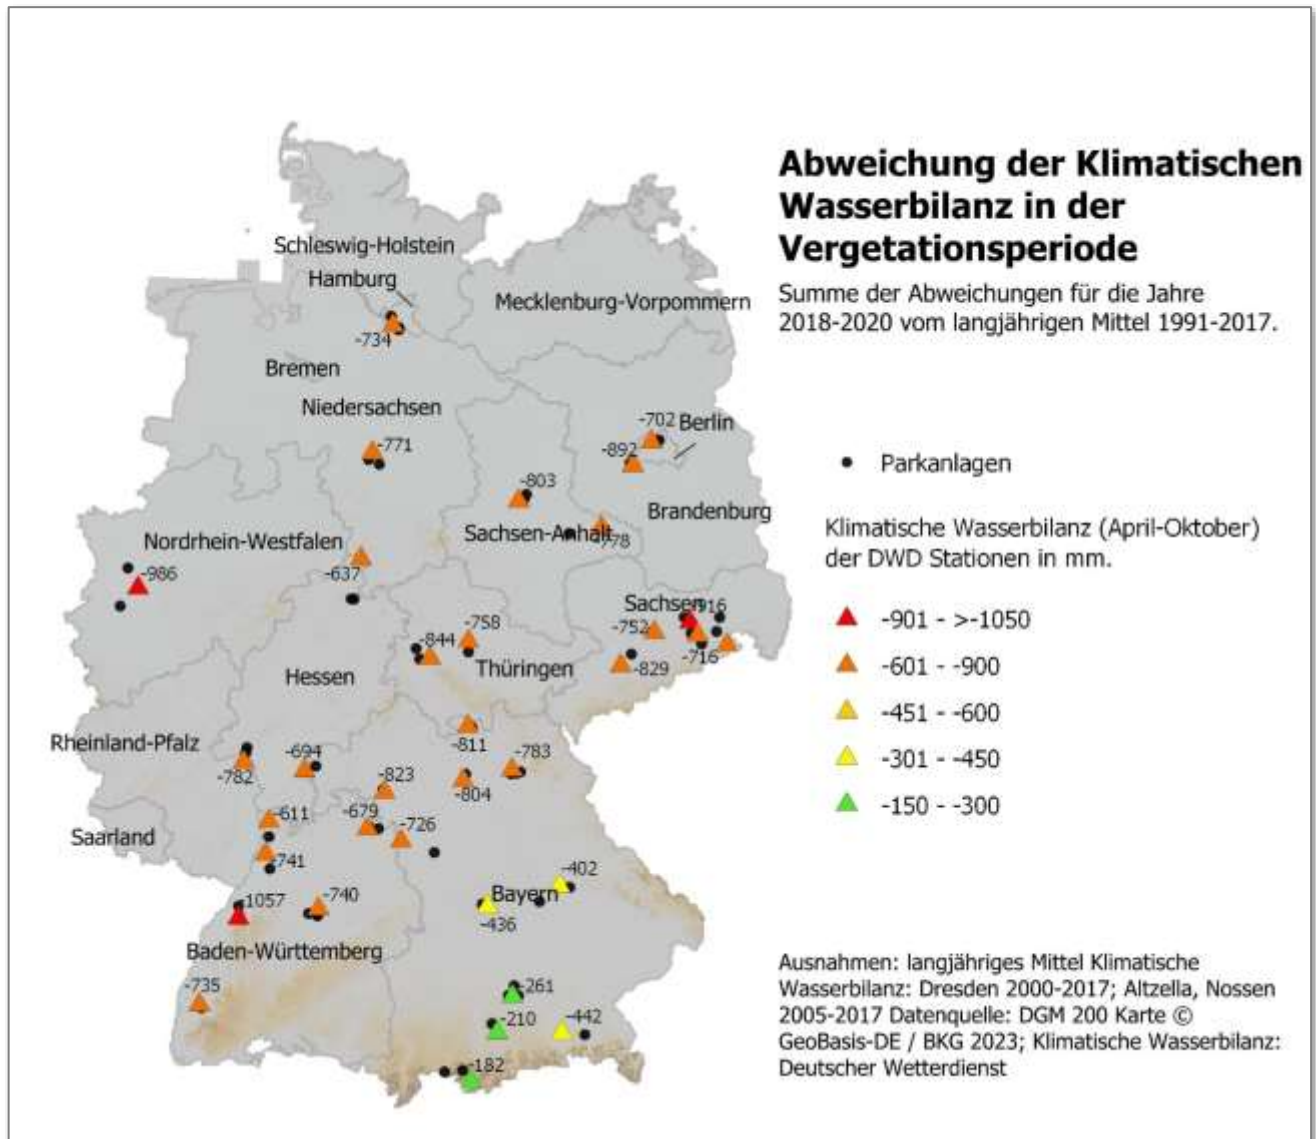 Abweichung der Klimatischen
Wasserbilanz in der
Vergetationsperiode
Summe der Abweichungen für die Jahre
2018-2020 vom langjährigen Mittel 1991-2017.
Schleswig-Holstein
Hamburg
Mecklenburg-Vorpommern
-734
Bremen
Niedersachsen
-702
Berlin
-771
-892
-803
Brandenburg
Sachsen-Anhalt
-778
Nordrhein-Westfalen
-986
-637
Sachsen
-916
-758
-752
-844
-716
Thüringen
-829
Hessen
Rheinland-Pfalz
-811
-694
-783
-782
-823
-804
-611
-679
-726
Saarland
-741
-402
-1057
-740
Bayern
-436
Baden-Württemberg
-735
-261
-210
-442
-182
Parkanlagen
Klimatische Wasserbilanz (April-Oktober)
der DWD Stationen in mm.
-901 - >-1050
-601 - -900
-451 - -600
-301 - -450
-150 - -300
Ausnahmen: langjähriges Mittel Klimatische
Wasserbilanz: Dresden 2000-2017; Altzella, Nossen
2005-2017 Datenquelle: DGM 200 Karte ©
GeoBasis-DE / BKG 2023; Klimatische Wasserbilanz:
Deutscher Wetterdienst